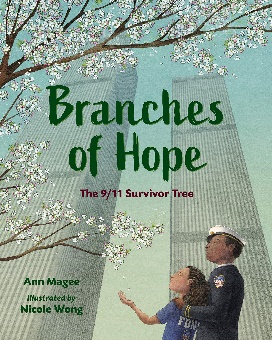 Branches
of Hope
The 9/11 Survivor Tree
Ann Magee
Illustrated by
Nicole Wong